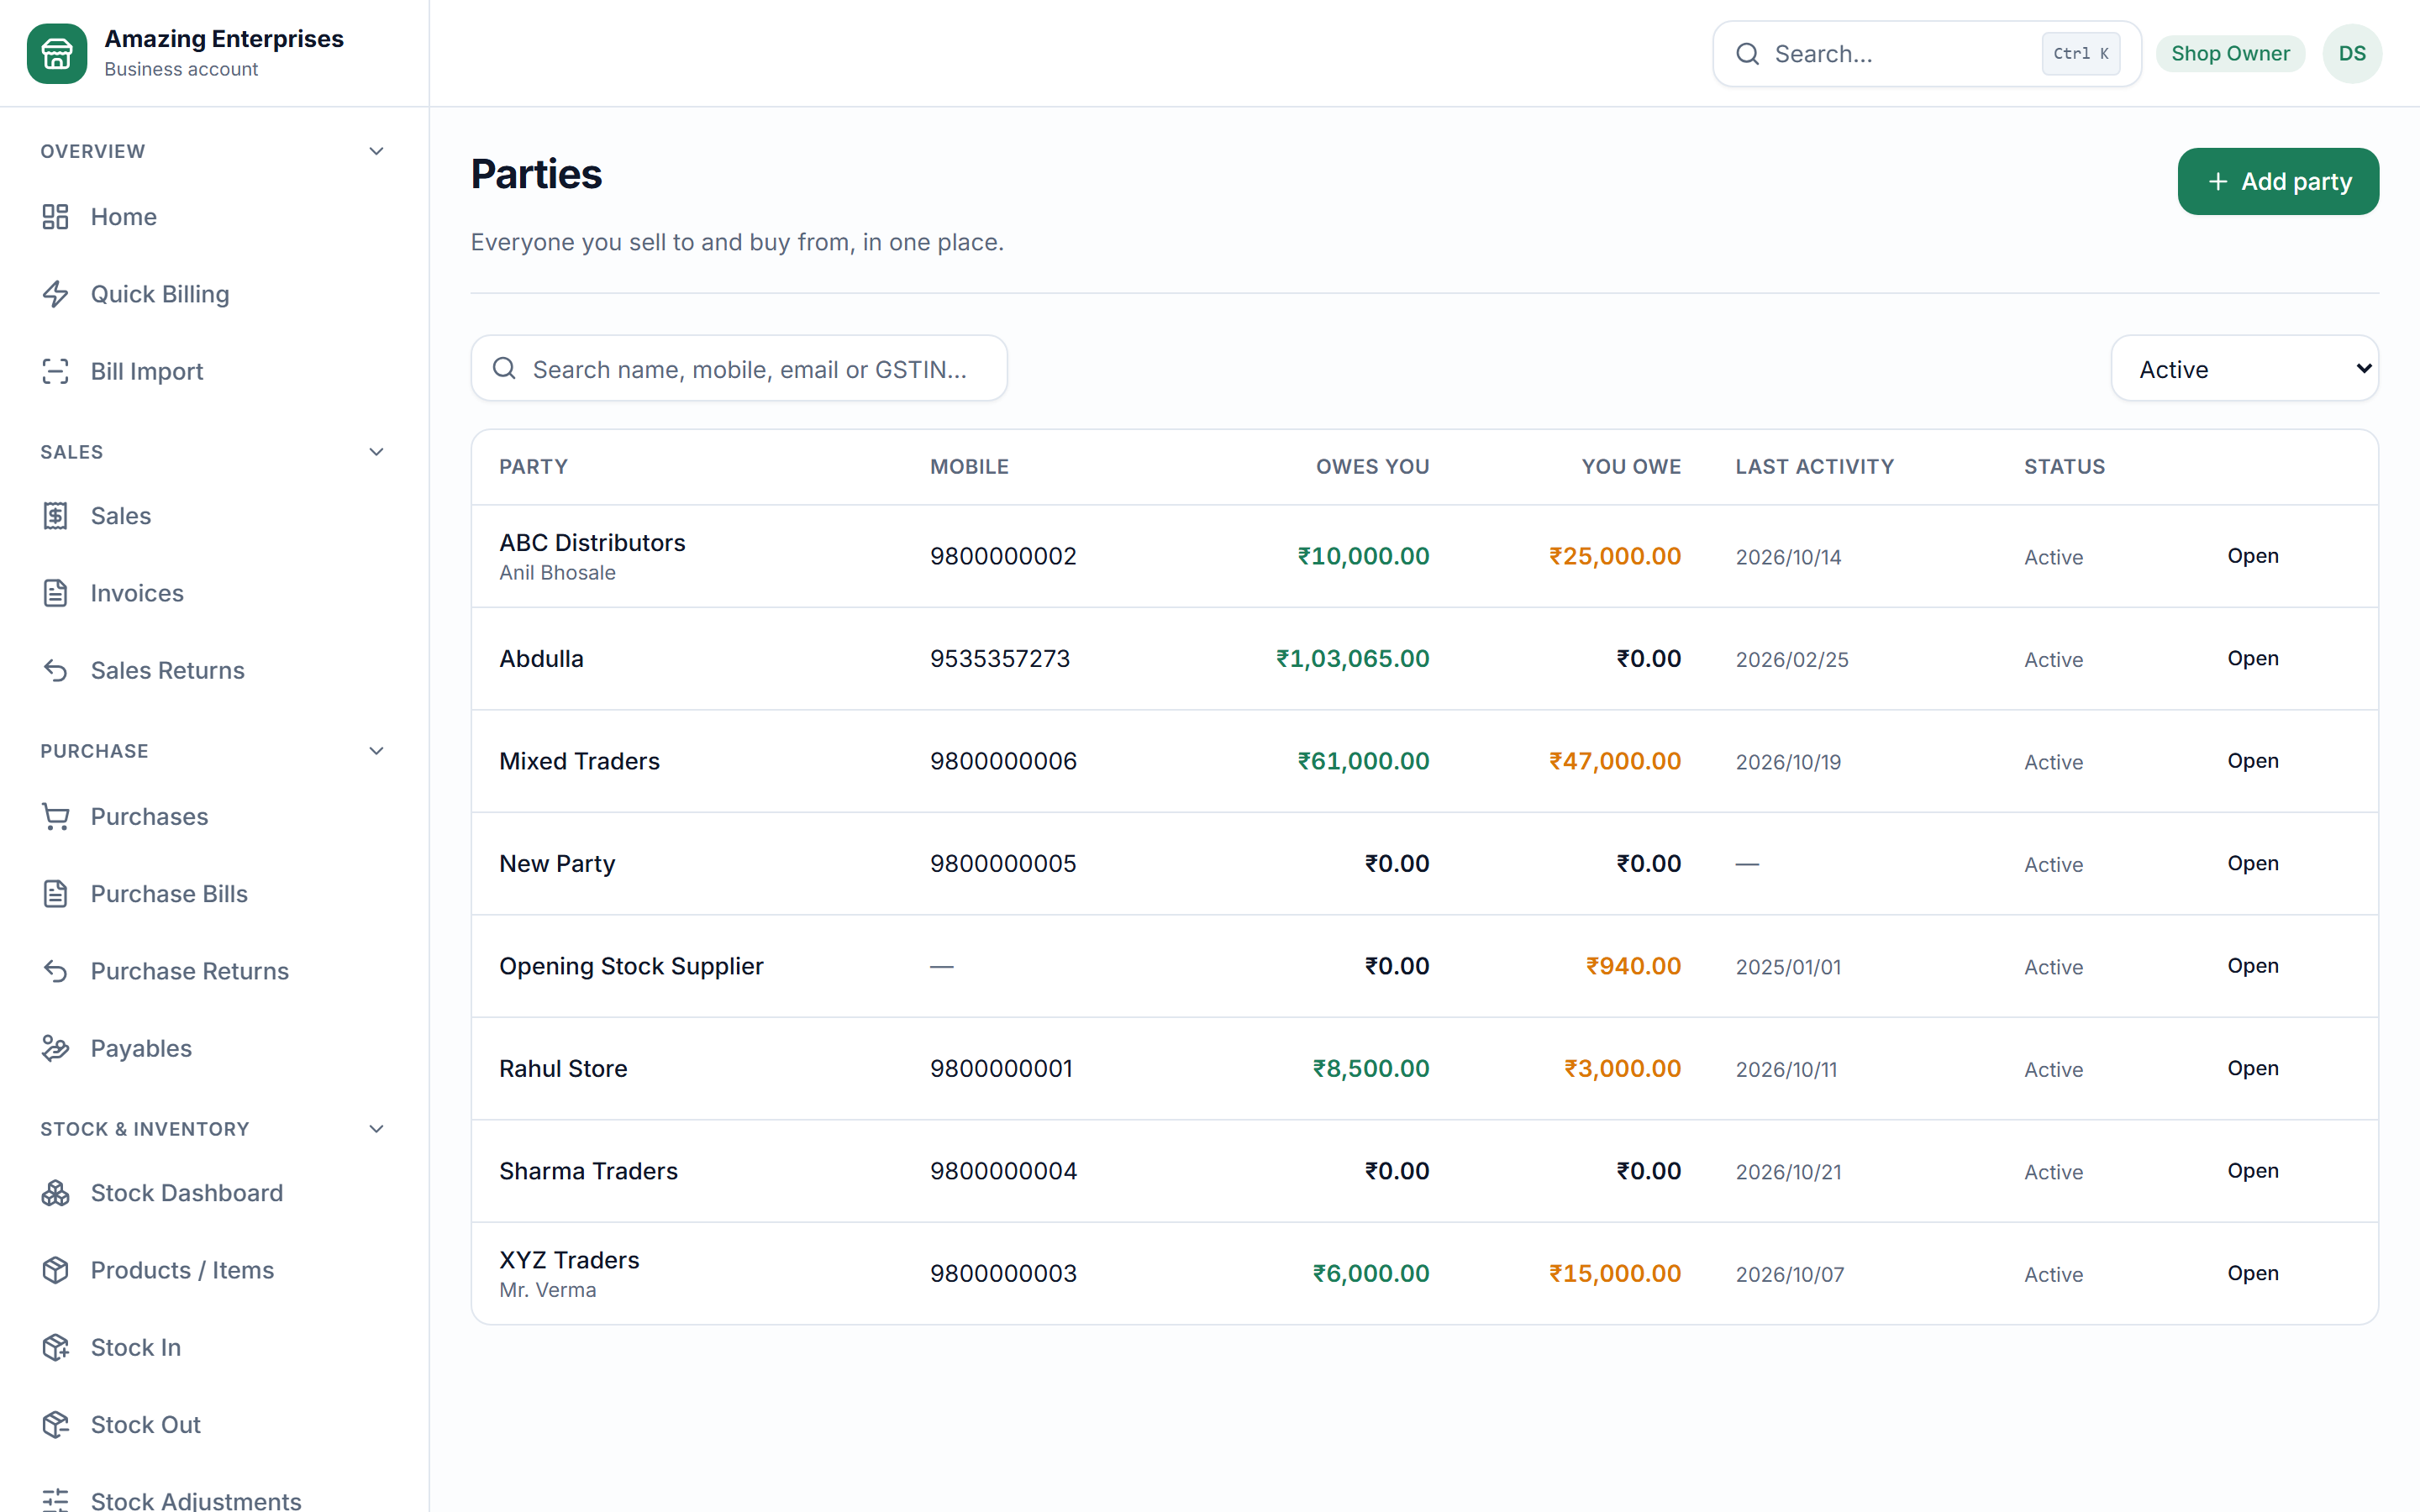 Amazing Enterprises
Business account
Search...
Ctrl K
Shop Owner
DS
OVERVIEW
Home
Quick Billing
Bill Import
SALES
Sales
Invoices
Sales Returns
PURCHASE
Purchases
Purchase Bills
Purchase Returns
Payables
STOCK & INVENTORY
Stock Dashboard
Products / Items
Stock In
Stock Out
Stock Adjustments
Parties
+ Add party
Everyone you sell to and buy from, in one place.
Search name, mobile, email or GSTIN...
Active
PARTY MOBILE OWES YOU YOU OWE LAST ACTIVITY STATUS
ABC Distributors 9800000002 ₹10,000.00 ₹25,000.00 2026/10/14 Active Open
Anil Bhosale
Abdulla 9535357273 ₹1,03,065.00 ₹0.00 2026/02/25 Active Open
Mixed Traders 9800000006 ₹61,000.00 ₹47,000.00 2026/10/19 Active Open
New Party 9800000005 ₹0.00 ₹0.00 — Active Open
Opening Stock Supplier — ₹0.00 ₹940.00 2025/01/01 Active Open
Rahul Store 9800000001 ₹8,500.00 ₹3,000.00 2026/10/11 Active Open
Sharma Traders 9800000004 ₹0.00 ₹0.00 2026/10/21 Active Open
XYZ Traders 9800000003 ₹6,000.00 ₹15,000.00 2026/10/07 Active Open
Mr. Verma